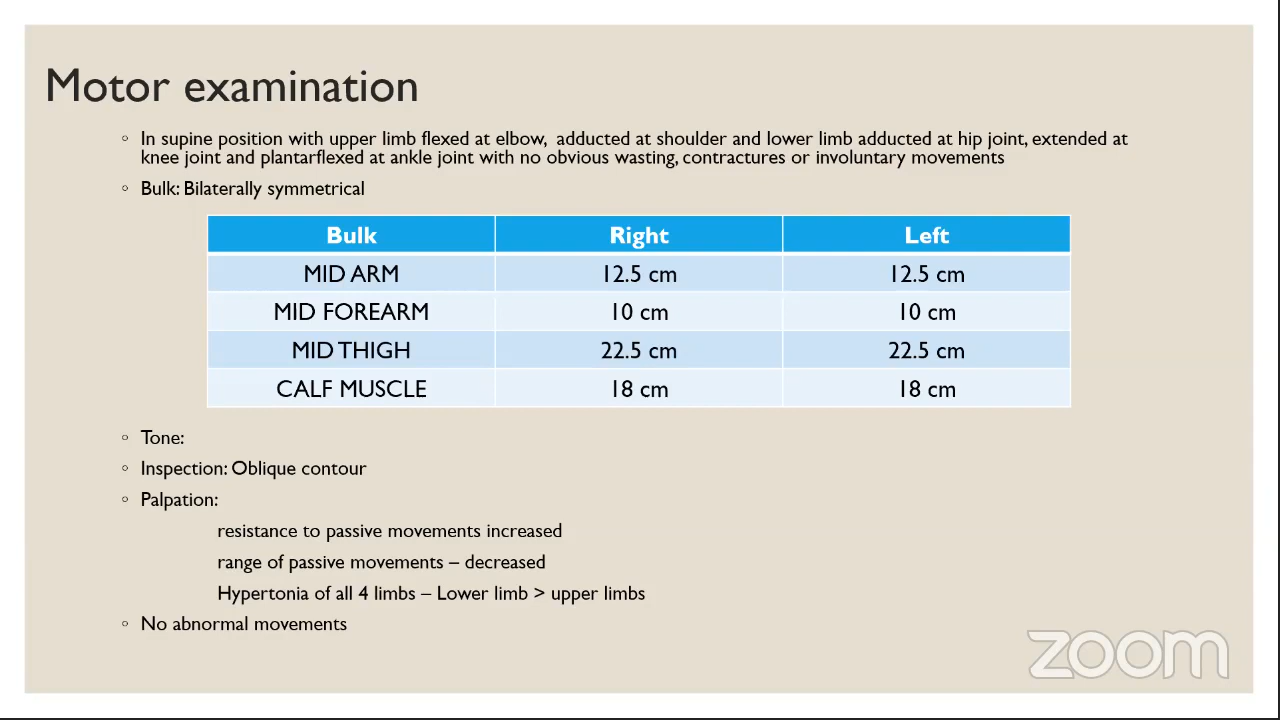 Motor examination
◦ In supine position with upper limb flexed at elbow, adducted at shoulder and lower limb adducted at hip joint, extended at
knee joint and plantarflexed at ankle joint with no obvious wasting, contractures or involuntary movements
◦ Bulk: Bilaterally symmetrical
Bulk Right Left
MID ARM 12.5 cm 12.5 cm
MID FOREARM 10 cm 10 cm
MID THIGH 22.5 cm 22.5 cm
CALF MUSCLE 18 cm 18 cm
◦ Tone:
◦ Inspection: Oblique contour
◦ Palpation:
resistance to passive movements increased
range of passive movements – decreased
Hypertonia of all 4 limbs – Lower limb > upper limbs
◦ No abnormal movements
zoom